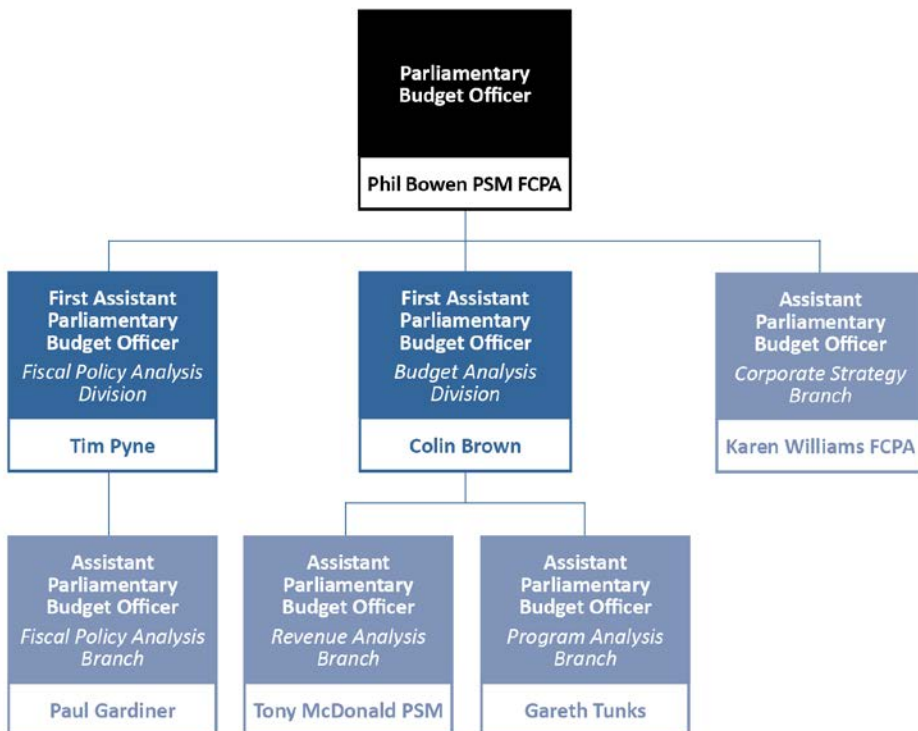 Parliamentary
Budget Officer
Phil Bowen PSM FCPA
First Assistant
Parliamentary
Budget Officer
Fiscal Policy Analysis
Division
Tim Pyne
First Assistant
Parliamentary
Budget Officer
Budget Analysis
Division
Colin Brown
Assistant
Parliamentary
Budget Officer
Corporate Strategy
Branch
Karen Williams FCPA
Assistant
Parliamentary
Budget Officer
Fiscal Policy Analysis
Branch
Paul Gardiner
Assistant
Parliamentary
Budget Officer
Revenue Analysis
Branch
Tony McDonald PSM
Assistant
Parliamentary
Budget Officer
Program Analysis
Branch
Gareth Tunks